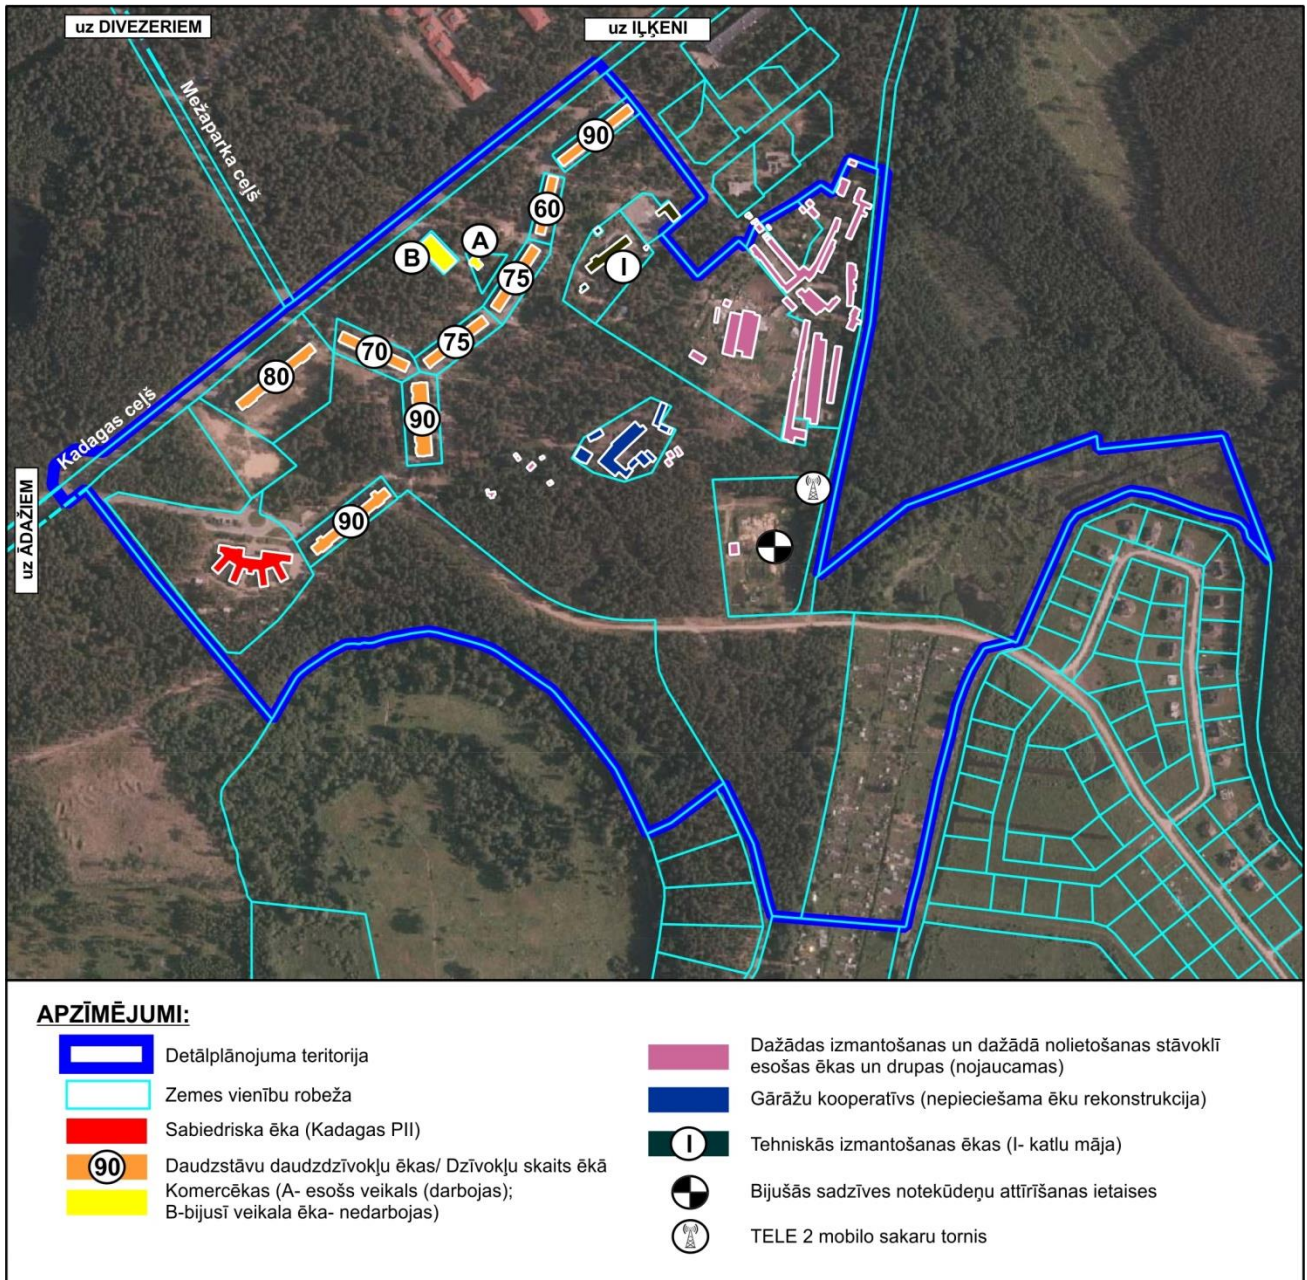 uz DIVEZERIEM
uz IĻĶENI
Mežaparka ceļš
90
60
A
B
I
75
75
70
80
90
Kadagas ceļš
uz ĀDAŽIEM
90
APZĪMĒJUMI:
Detālplānojuma teritorija
Zemes vienību robeža
Sabiedriska ēka (Kadagas PII)
90
Daudzstāvu daudzdzīvokļu ēkas/ Dzīvokļu skaits ēkā
Komercēkas (A- esošs veikals (darbojas);
B-bijusī veikala ēka- nedarbojas)
Dažādas izmantošanas un dažādā nolietošanas stāvoklī
esošas ēkas un drupas (nojaucamas)
Gārāžu kooperatīvs (nepieciešama ēku rekonstrukcija)
I
Tehniskās izmantošanas ēkas (I- katlu māja)
Bijušās sadzīves notekūdeņu attīrīšanas ietaises
TELE 2 mobilo sakaru tornis